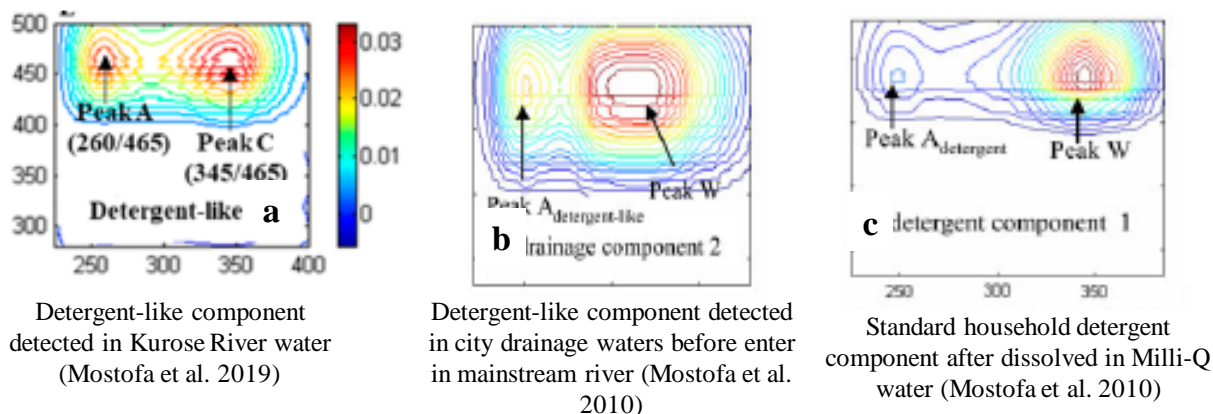 500
450
400
350
300
250 300 350 400
Peak A
(260/465)
Peak C
(345/465)
Detergent-like
a
0.03
0.02
0.01
0
Peak A detergent-like
Peak W
b
drainage component 2
Peak A detergent
Peak W
c
detergent component 1
250 300 350
Detergent-like component
detected in Kurose River water
(Mostofa et al. 2019)
Detergent-like component detected
in city drainage waters before enter
in mainstream river (Mostofa et al.
2010)
Standard household detergent
component after dissolved in Milli-Q
water (Mostofa et al. 2010)